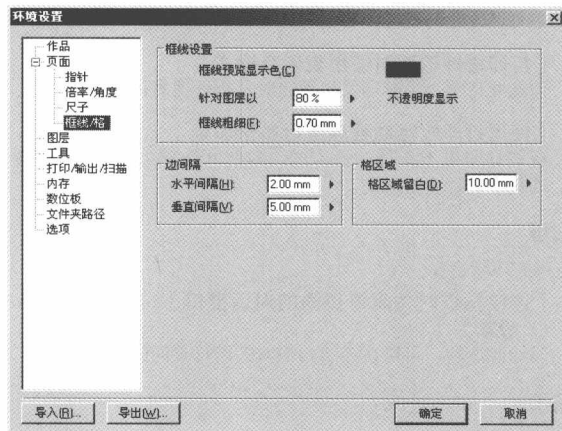 环境设置
作品
页面
指针
倍率/角度
尺子
框线/格
图层
工具
打印/输出/扫描
内存
数位板
文件夹路径
选项
框线设置
框线预览显示色(C)
针对图层以 80 % 不透明度显示
框线粗细(F): 0.70 mm
边间隔
水平间隔(H): 2.00 mm
垂直间隔(V): 5.00 mm
格区域
格区域留白(D): 10.00 mm
导入(R)... 导出(W)... 确定 取消